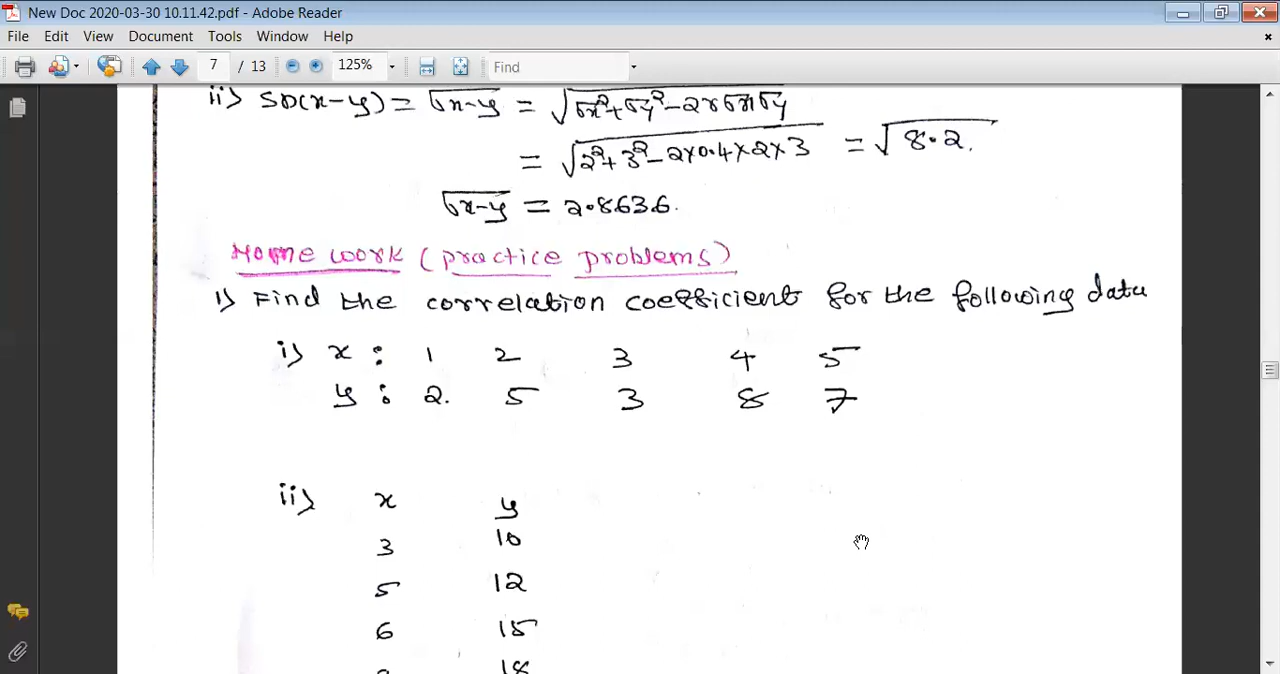 New Doc 2020-03-30 10.11.42.pdf - Adobe Reader
File Edit View Document Tools Window Help
7 / 13 125% Find
ii) SD(x-y) = σx-y = √σx²+σy²-2rσxσy
= √2²+3²-2×0.4×2×3 = √8.2.
σx-y = 2.8636.
Home work (practice problems)
1) Find the correlation coefficient for the following data
i) x : 1 2 3 4 5
y : 2. 5 3 8 7
ii) x y
3 10
5 12
6 15
18